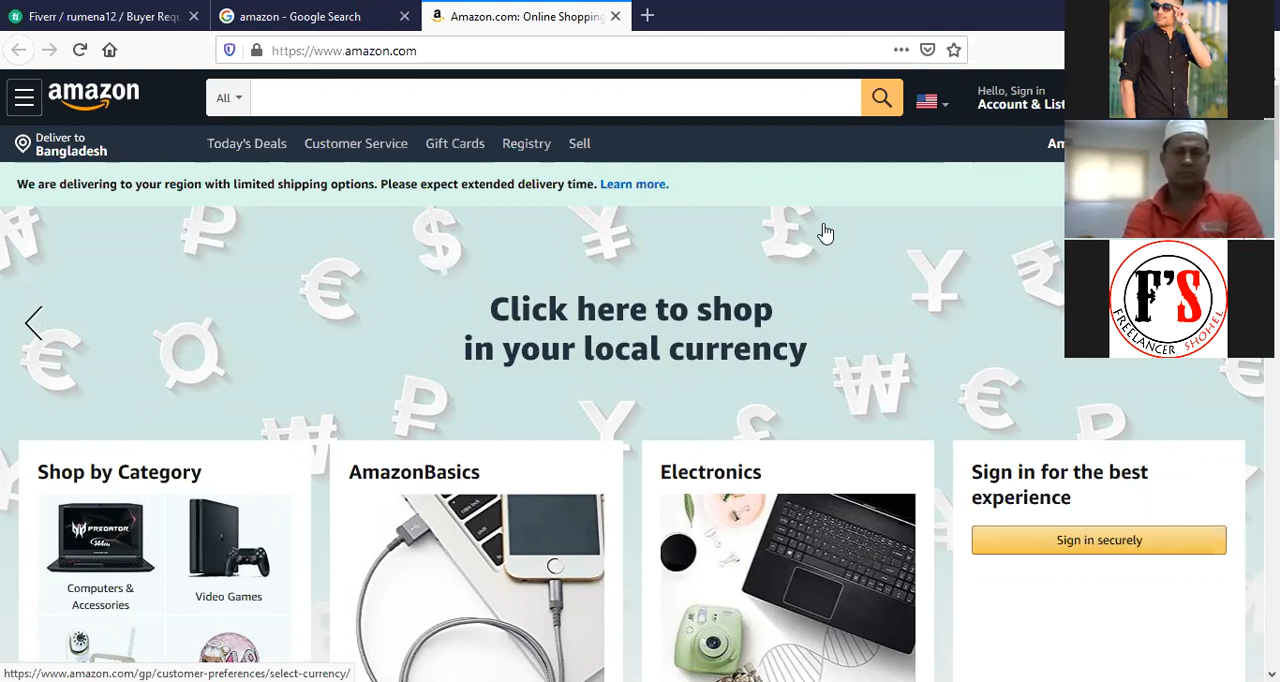 Fiverr / rumena12 / Buyer Requ
amazon - Google Search
Amazon.com: Online Shopping
https://www.amazon.com
amazon
All
Hello, Sign in
Account & List
Deliver to
Bangladesh
Today's Deals
Customer Service
Gift Cards
Registry
Sell
We are delivering to your region with limited shipping options. Please expect extended delivery time. Learn more.
Click here to shop
in your local currency
F'S
FREELANCER SHOHEL
Shop by Category
AmazonBasics
Electronics
Sign in for the best
experience
PREDATOR
Sign in securely
Computers &
Accessories
Video Games
https://www.amazon.com/gp/customer-preferences/select-currency/